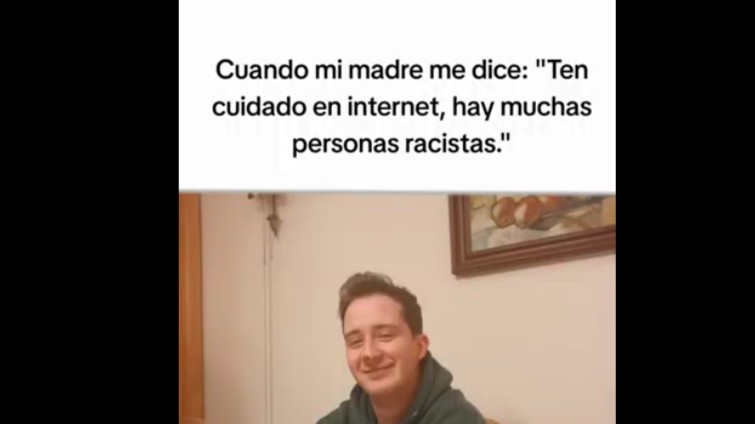 Cuando mi madre me dice: "Ten
cuidado en internet, hay muchas
personas racistas."